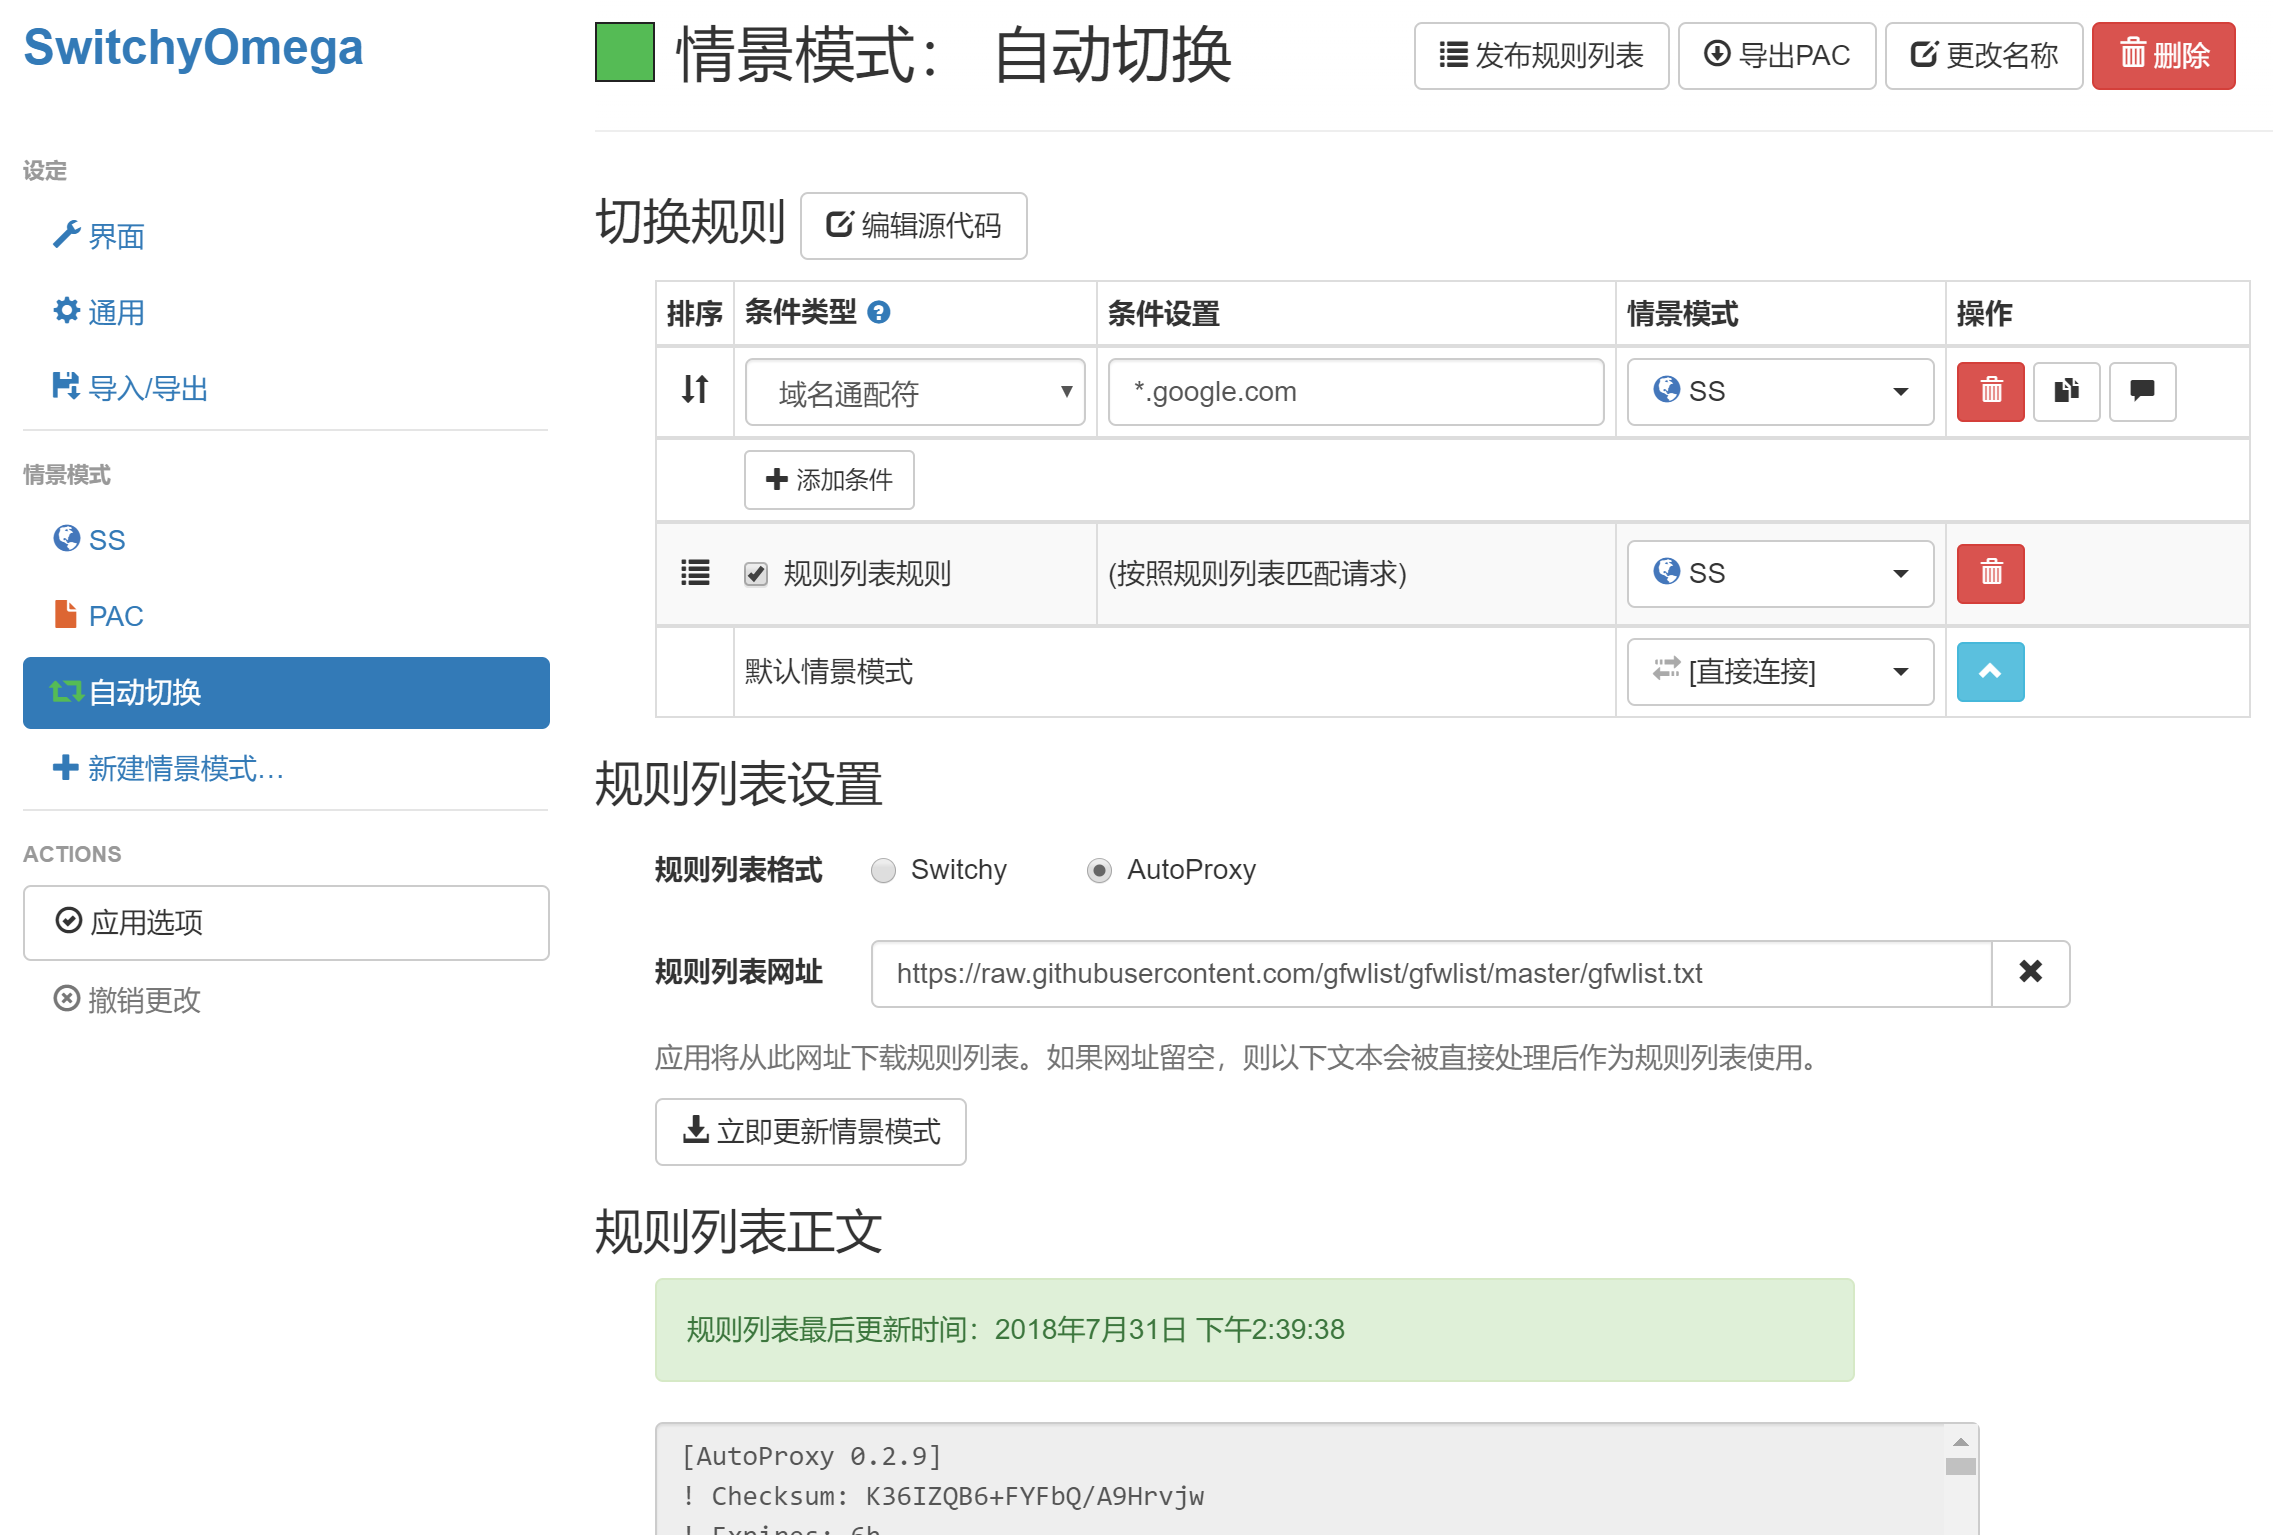 SwitchyOmega
设定
界面
通用
导入/导出
情景模式
SS
PAC
自动切换
新建情景模式…
ACTIONS
应用选项
撤销更改
情景模式： 自动切换
发布规则列表 导出PAC 更改名称 删除
切换规则 编辑源代码
排序 条件类型 ? 条件设置 情景模式 操作
域名通配符 *.google.com SS
添加条件
规则列表规则 (按照规则列表匹配请求) SS
默认情景模式 [直接连接]
规则列表设置
规则列表格式 Switchy AutoProxy
规则列表网址 https://raw.githubusercontent.com/gfwlist/gfwlist/master/gfwlist.txt
应用将从此网址下载规则列表。如果网址留空，则以下文本会被直接处理后作为规则列表使用。
立即更新情景模式
规则列表正文
规则列表最后更新时间：2018年7月31日 下午2:39:38
[AutoProxy 0.2.9]
! Checksum: K36IZQB6+FYFbQ/A9Hrvjw
! Expires: 6h